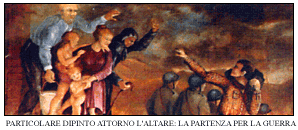 PARTICOLARE DIPINTO ATTORNO L'ALTARE: LA PARTENZA PER LA GUERRA